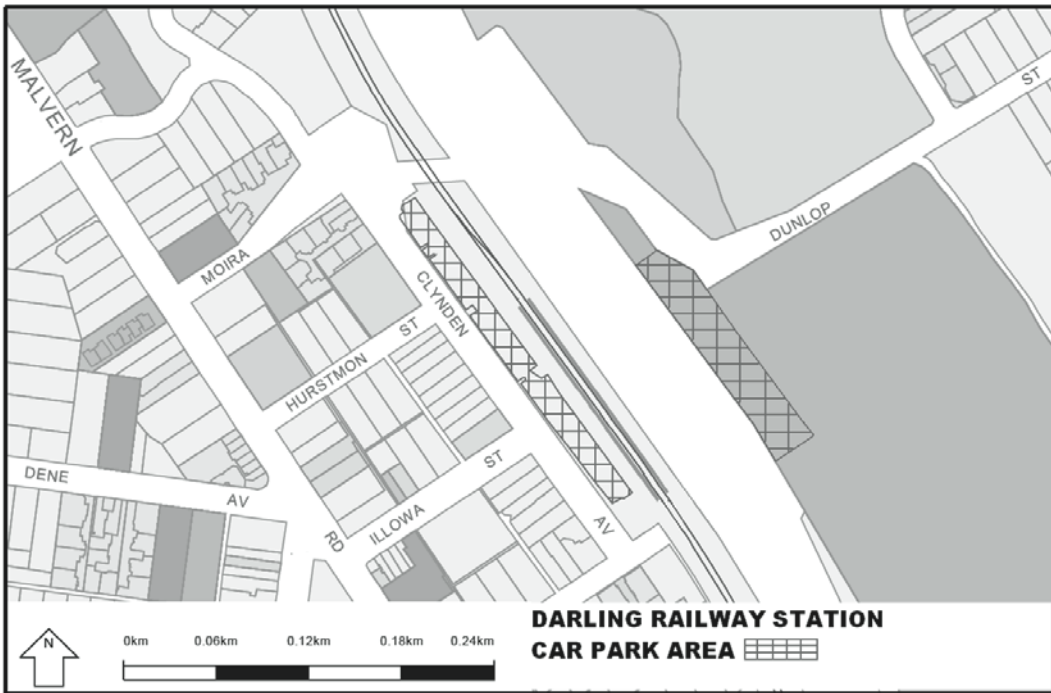 MALVERN
ST
DUNLOP
MOIRA
CLYNDEN
ST
HURSTMON
ST
DENE
AV
ILLOWA
RD
AV
N
0km 0.06km 0.12km 0.18km 0.24km
DARLING RAILWAY STATION
CAR PARK AREA